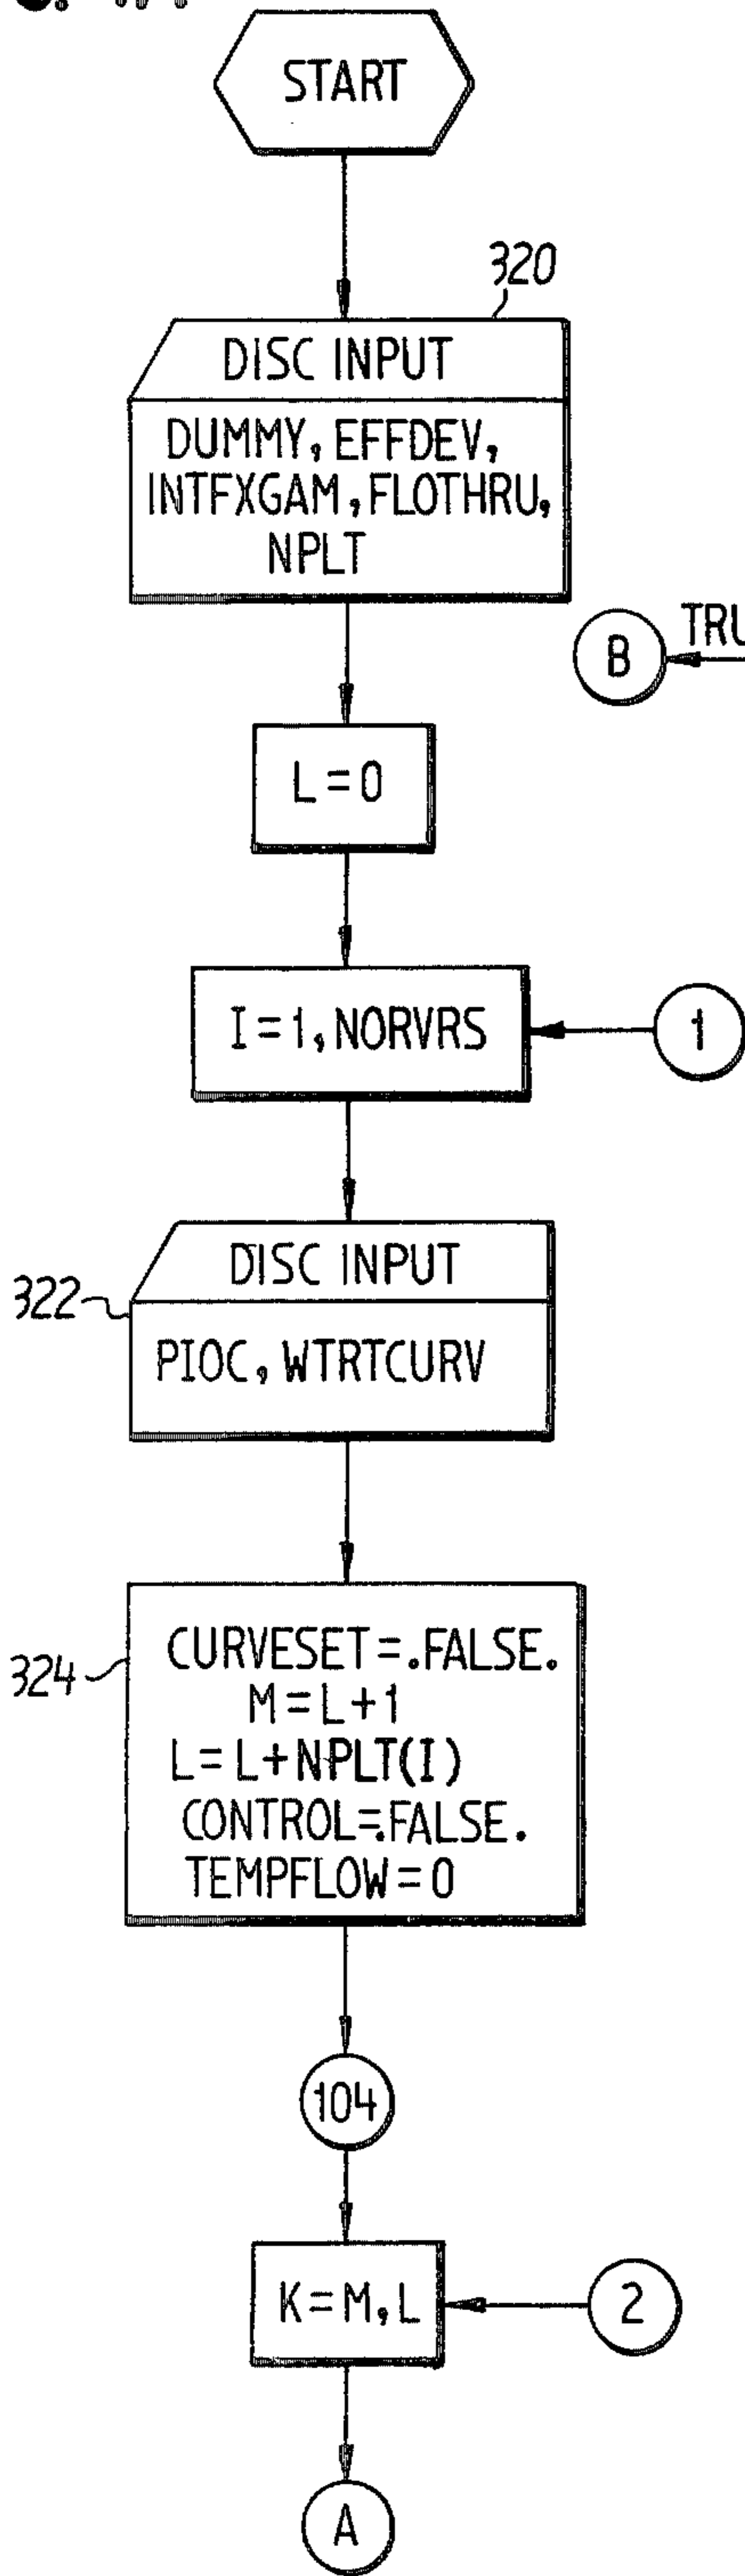 START
320
DISC INPUT
DUMMY, EFFDEV,
INTFXGAM, FLOTHRU,
NPLT
B
L = 0
I = 1, NORVRS
1
DISC INPUT
322
PIOC, WTRTCURV
324
CURVESET = .FALSE.
M = L + 1
L = L + NPLT(I)
CONTROL = .FALSE.
TEMPFLOW = 0
104
K = M, L
2
A